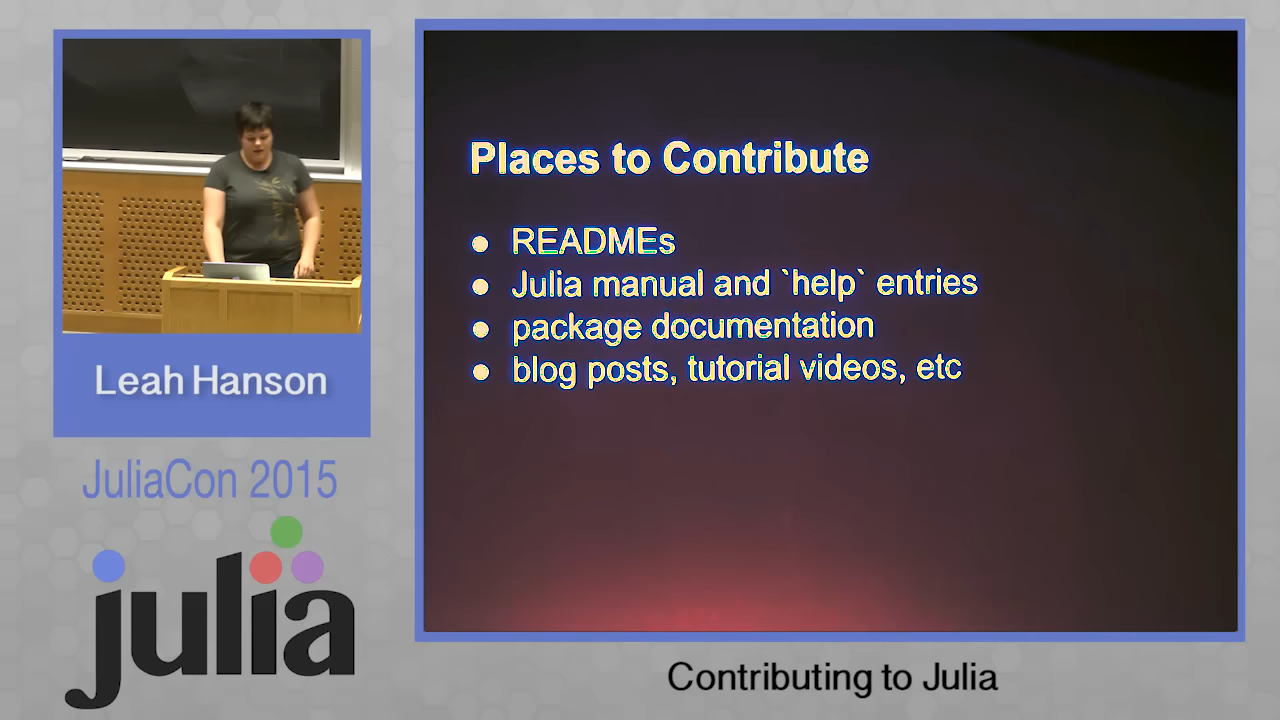 Leah Hanson
JuliaCon 2015
julia
Places to Contribute
● READMEs
● Julia manual and `help` entries
● package documentation
● blog posts, tutorial videos, etc
Contributing to Julia